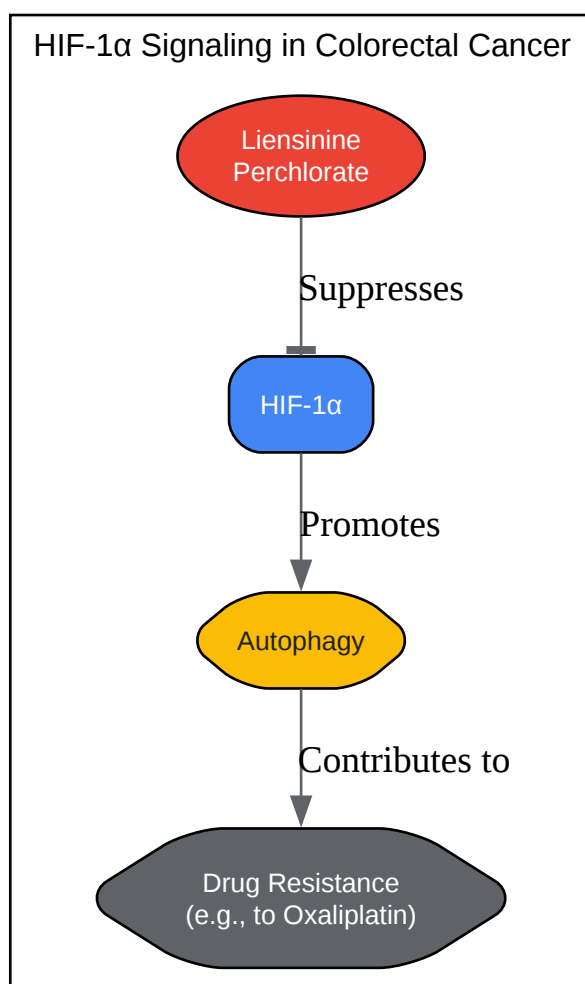 HIF-1α Signaling in Colorectal Cancer
Liensinine
Perchlorate
Suppresses
HIF-1α
Promotes
Autophagy
Contributes to
Drug Resistance
(e.g., to Oxaliplatin)